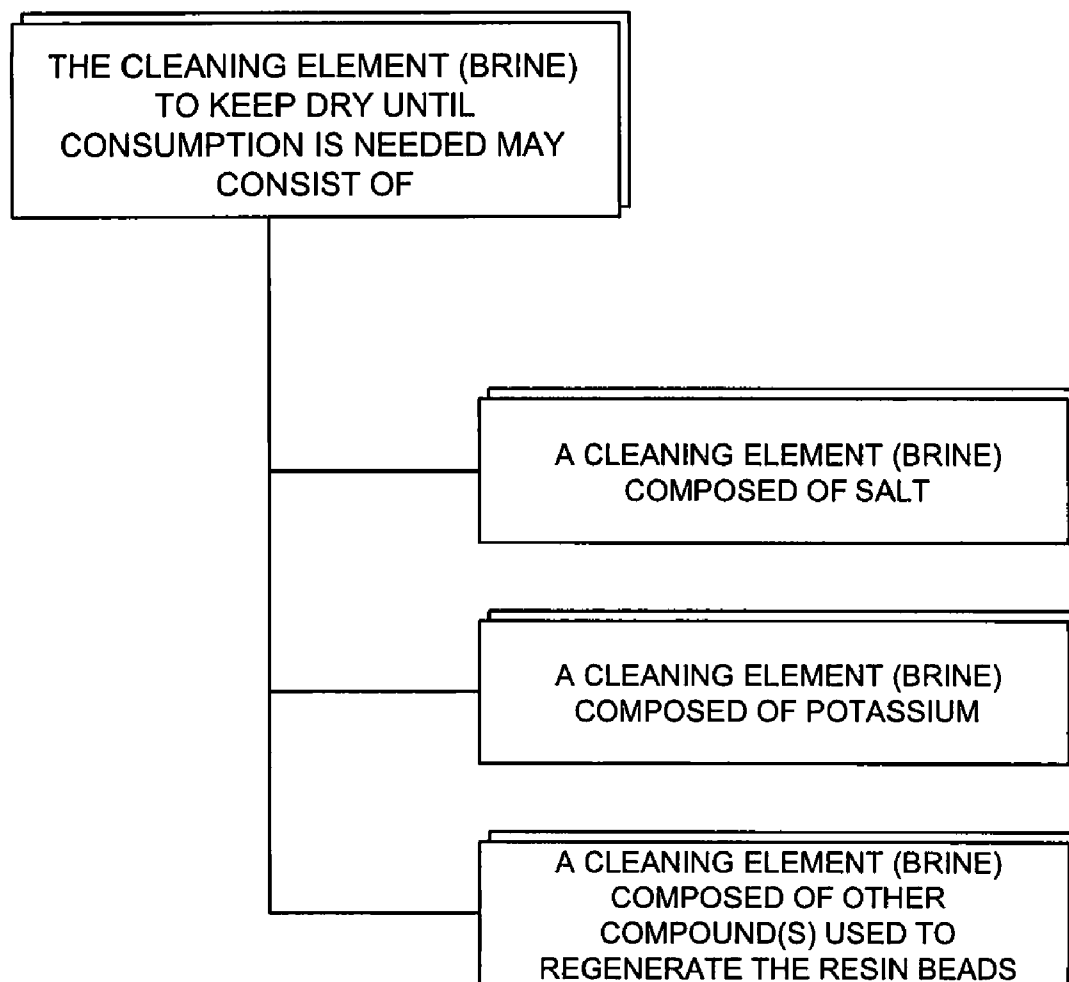 THE CLEANING ELEMENT (BRINE)
TO KEEP DRY UNTIL
CONSUMPTION IS NEEDED MAY
CONSIST OF
A CLEANING ELEMENT (BRINE)
COMPOSED OF SALT
A CLEANING ELEMENT (BRINE)
COMPOSED OF POTASSIUM
A CLEANING ELEMENT (BRINE)
COMPOSED OF OTHER
COMPOUND(S) USED TO
REGENERATE THE RESIN BEADS